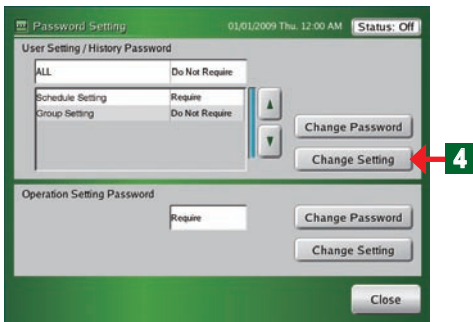 Password Setting 01/01/2009 Thu. 12:00 AM Status: Off
User Setting / History Password
ALL Do Not Require
Schedule Setting Require
Group Setting Do Not Require
Change Password
Change Setting 4
Operation Setting Password
Require Change Password
Change Setting
Close